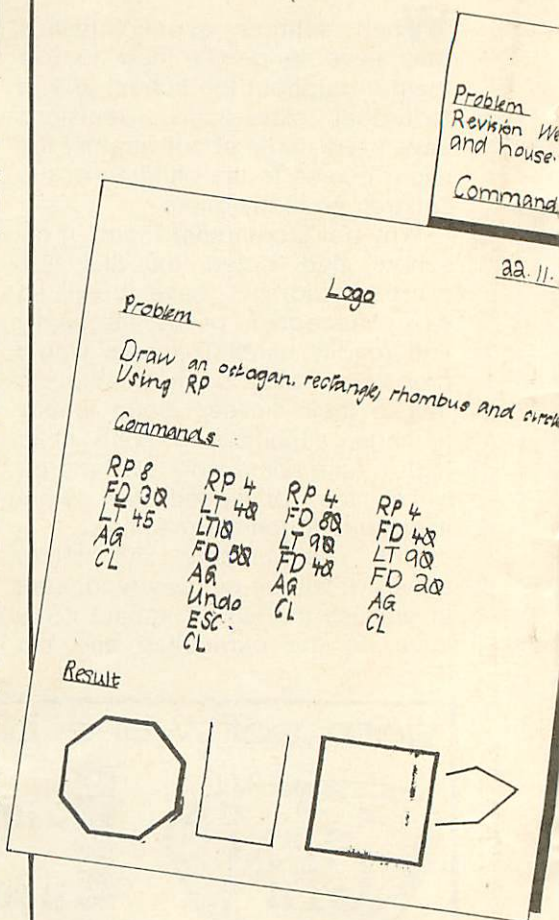 Problem
Revision We
and house.
Command
22.11.
Logo
Problem
Draw an octagan, rectangle, rhombus and circle
Using RP
Commands
RP 8
FD 30
LT 45
AG
CL
RP 4
LT 40
LT10
FD 50
AG
Undo
ESC.
CL
RP 4
FD 80
LT 90
FD 40
AG
CL
RP 4
FD 40
LT 90
FD 20
AG
CL
Result